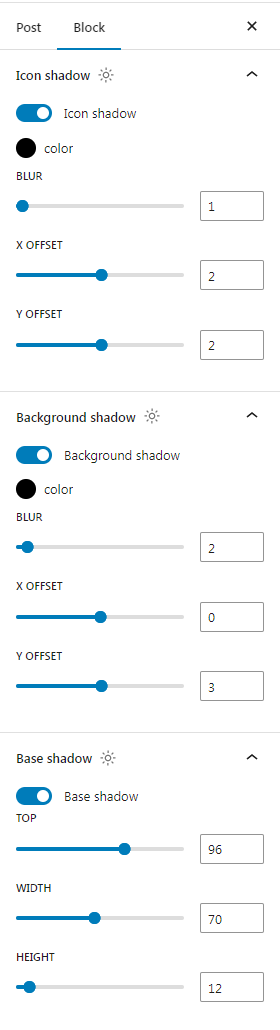 Post Block
Icon shadow
Icon shadow
color
BLUR
1
X OFFSET
2
Y OFFSET
2
Background shadow
Background shadow
color
BLUR
2
X OFFSET
0
Y OFFSET
3
Base shadow
Base shadow
TOP
96
WIDTH
70
HEIGHT
12